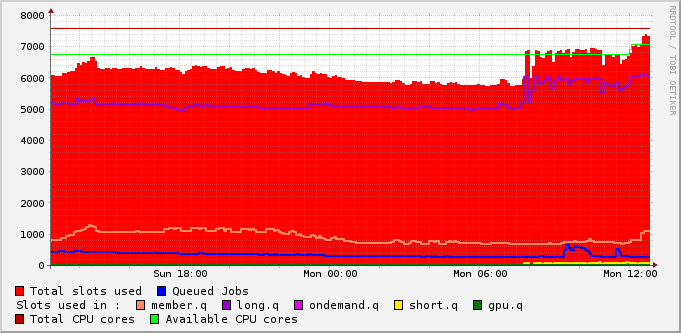 8000
7000
6000
5000
4000
3000
2000
1000
0
Sun 18:00 Mon 00:00 Mon 06:00 Mon 12:00
Total slots used Queued Jobs
Slots used in : member.q long.q ondemand.q short.q gpu.q
Total CPU cores Available CPU cores
RRDTOOL / TOBI OETIKER